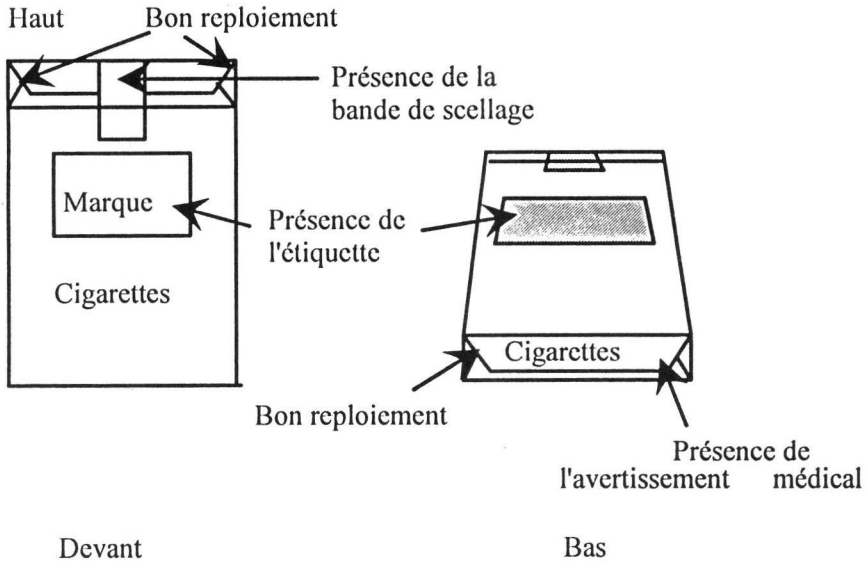 Haut Bon reploiement
Présence de la
bande de scellage
Marque
Présence de
l'étiquette
Cigarettes
Cigarettes
Bon reploiement
Présence de
l'avertissement médical
Devant Bas